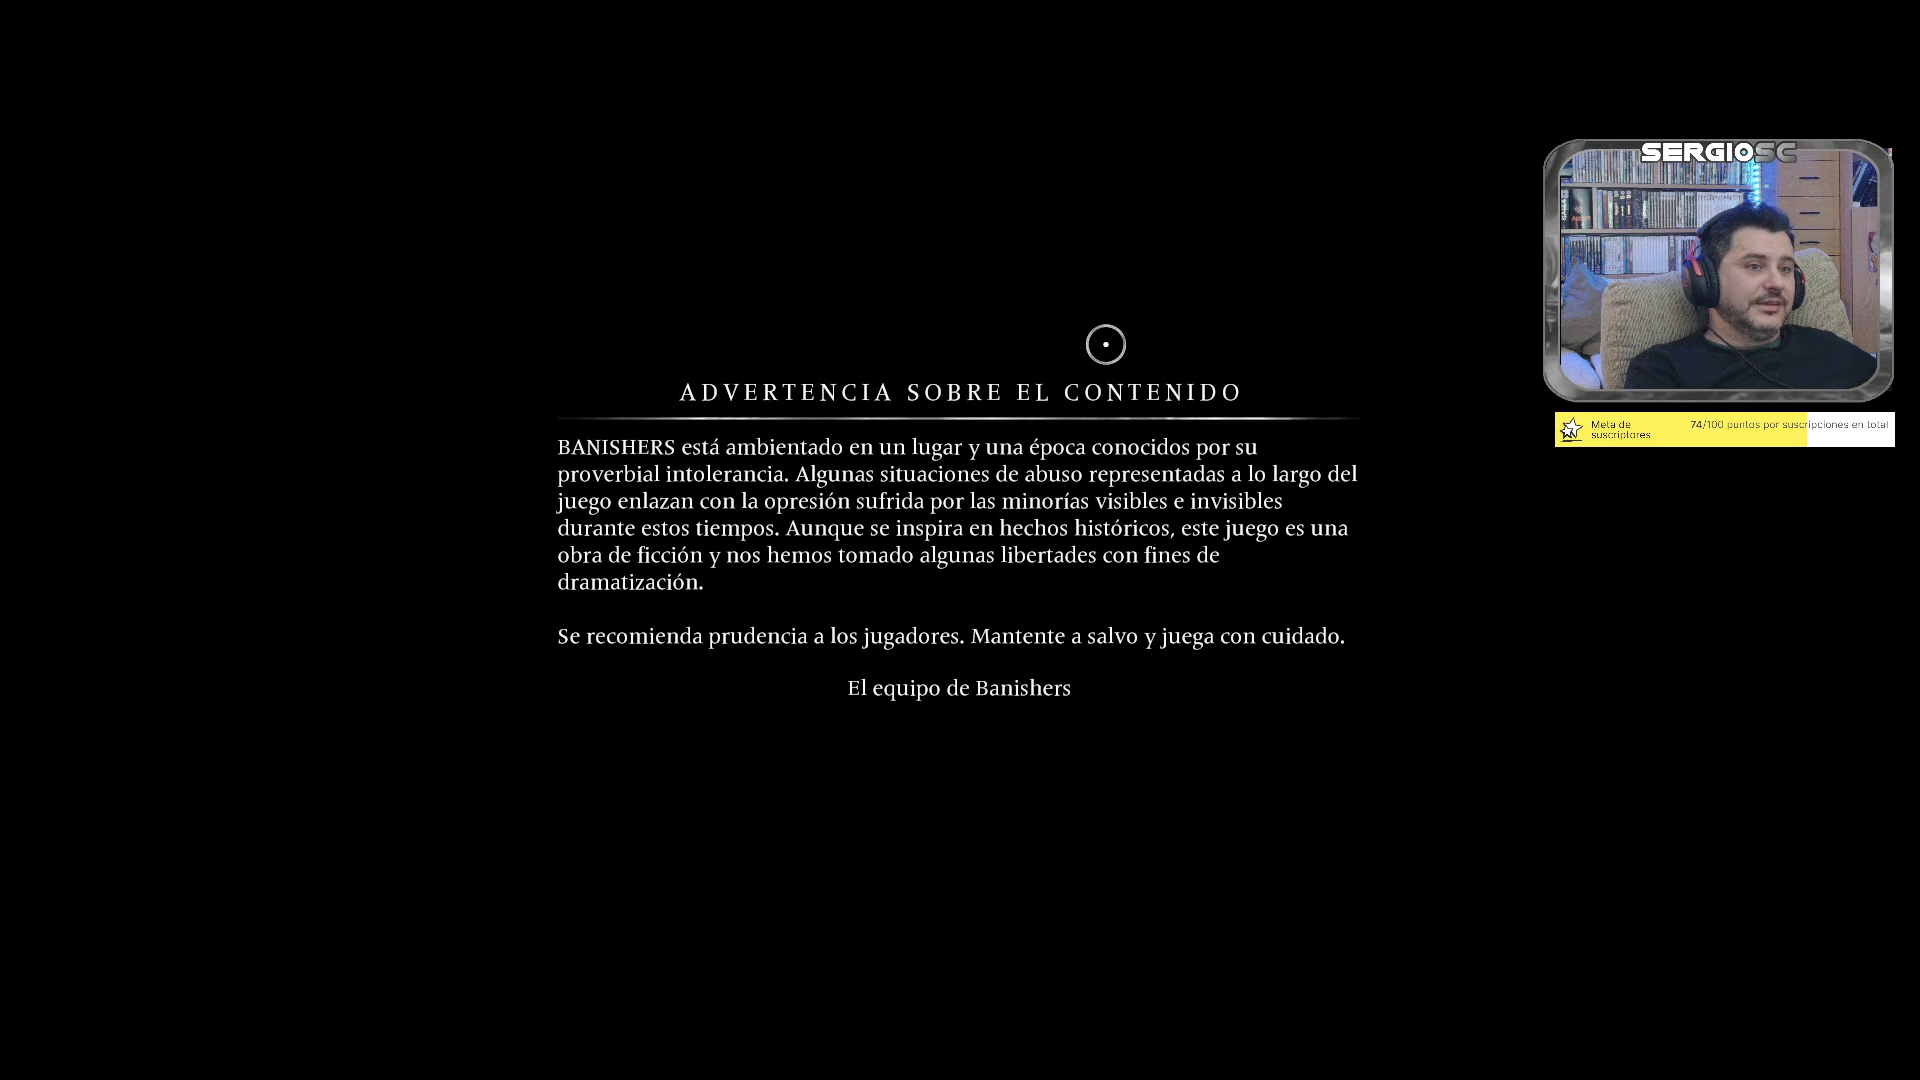 SERGIOSC
ADVERTENCIA SOBRE EL CONTENIDO
BANISHERS está ambientado en un lugar y una época conocidos por su
proverbial intolerancia. Algunas situaciones de abuso representadas a lo largo del
juego enlazan con la opresión sufrida por las minorías visibles e invisibles
durante estos tiempos. Aunque se inspira en hechos históricos, este juego es una
obra de ficción y nos hemos tomado algunas libertades con fines de
dramatización.
Se recomienda prudencia a los jugadores. Mantente a salvo y juega con cuidado.
El equipo de Banishers
Meta de
suscriptores
74/100 puntos por suscripciones en total